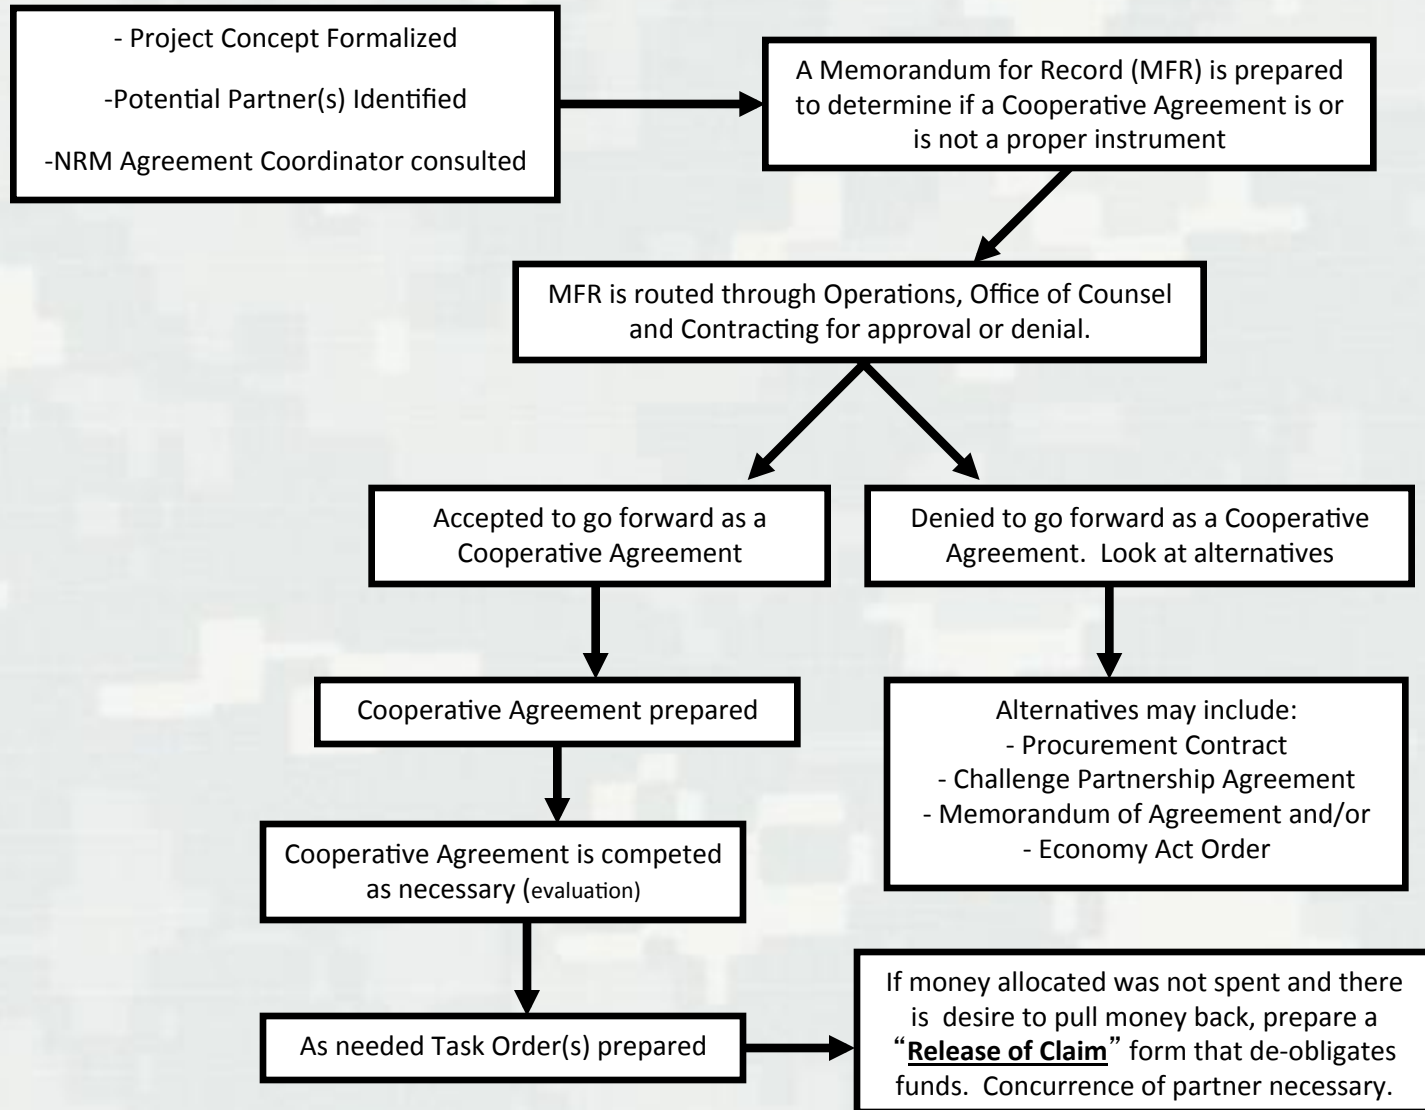 - Project Concept Formalized
-Potential Partner(s) Identified
-NRM Agreement Coordinator consulted
A Memorandum for Record (MFR) is prepared
to determine if a Cooperative Agreement is or
is not a proper instrument
MFR is routed through Operations, Office of Counsel
and Contracting for approval or denial.
Accepted to go forward as a
Cooperative Agreement
Denied to go forward as a Cooperative
Agreement.  Look at alternatives
Cooperative Agreement prepared
Alternatives may include:
- Procurement Contract
- Challenge Partnership Agreement
- Memorandum of Agreement and/or
- Economy Act Order
Cooperative Agreement is competed
as necessary (evaluation)
As needed Task Order(s) prepared
If money allocated was not spent and there
is  desire to pull money back, prepare a
“Release of Claim” form that de-obligates
funds.  Concurrence of partner necessary.